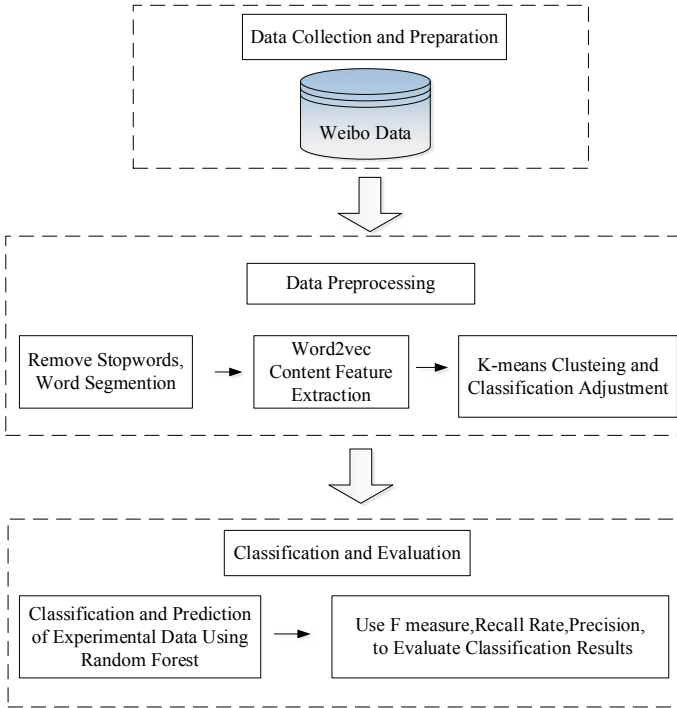 Data Collection and Preparation
Weibo Data
Data Preprocessing
Remove Stopwords,
Word Segmention
Word2vec
Content Feature
Extraction
K-means Clusteing and
Classification Adjustment
Classification and Evaluation
Classification and Prediction
of Experimental Data Using
Random Forest
Use F measure,Recall Rate,Precision,
to Evaluate Classification Results